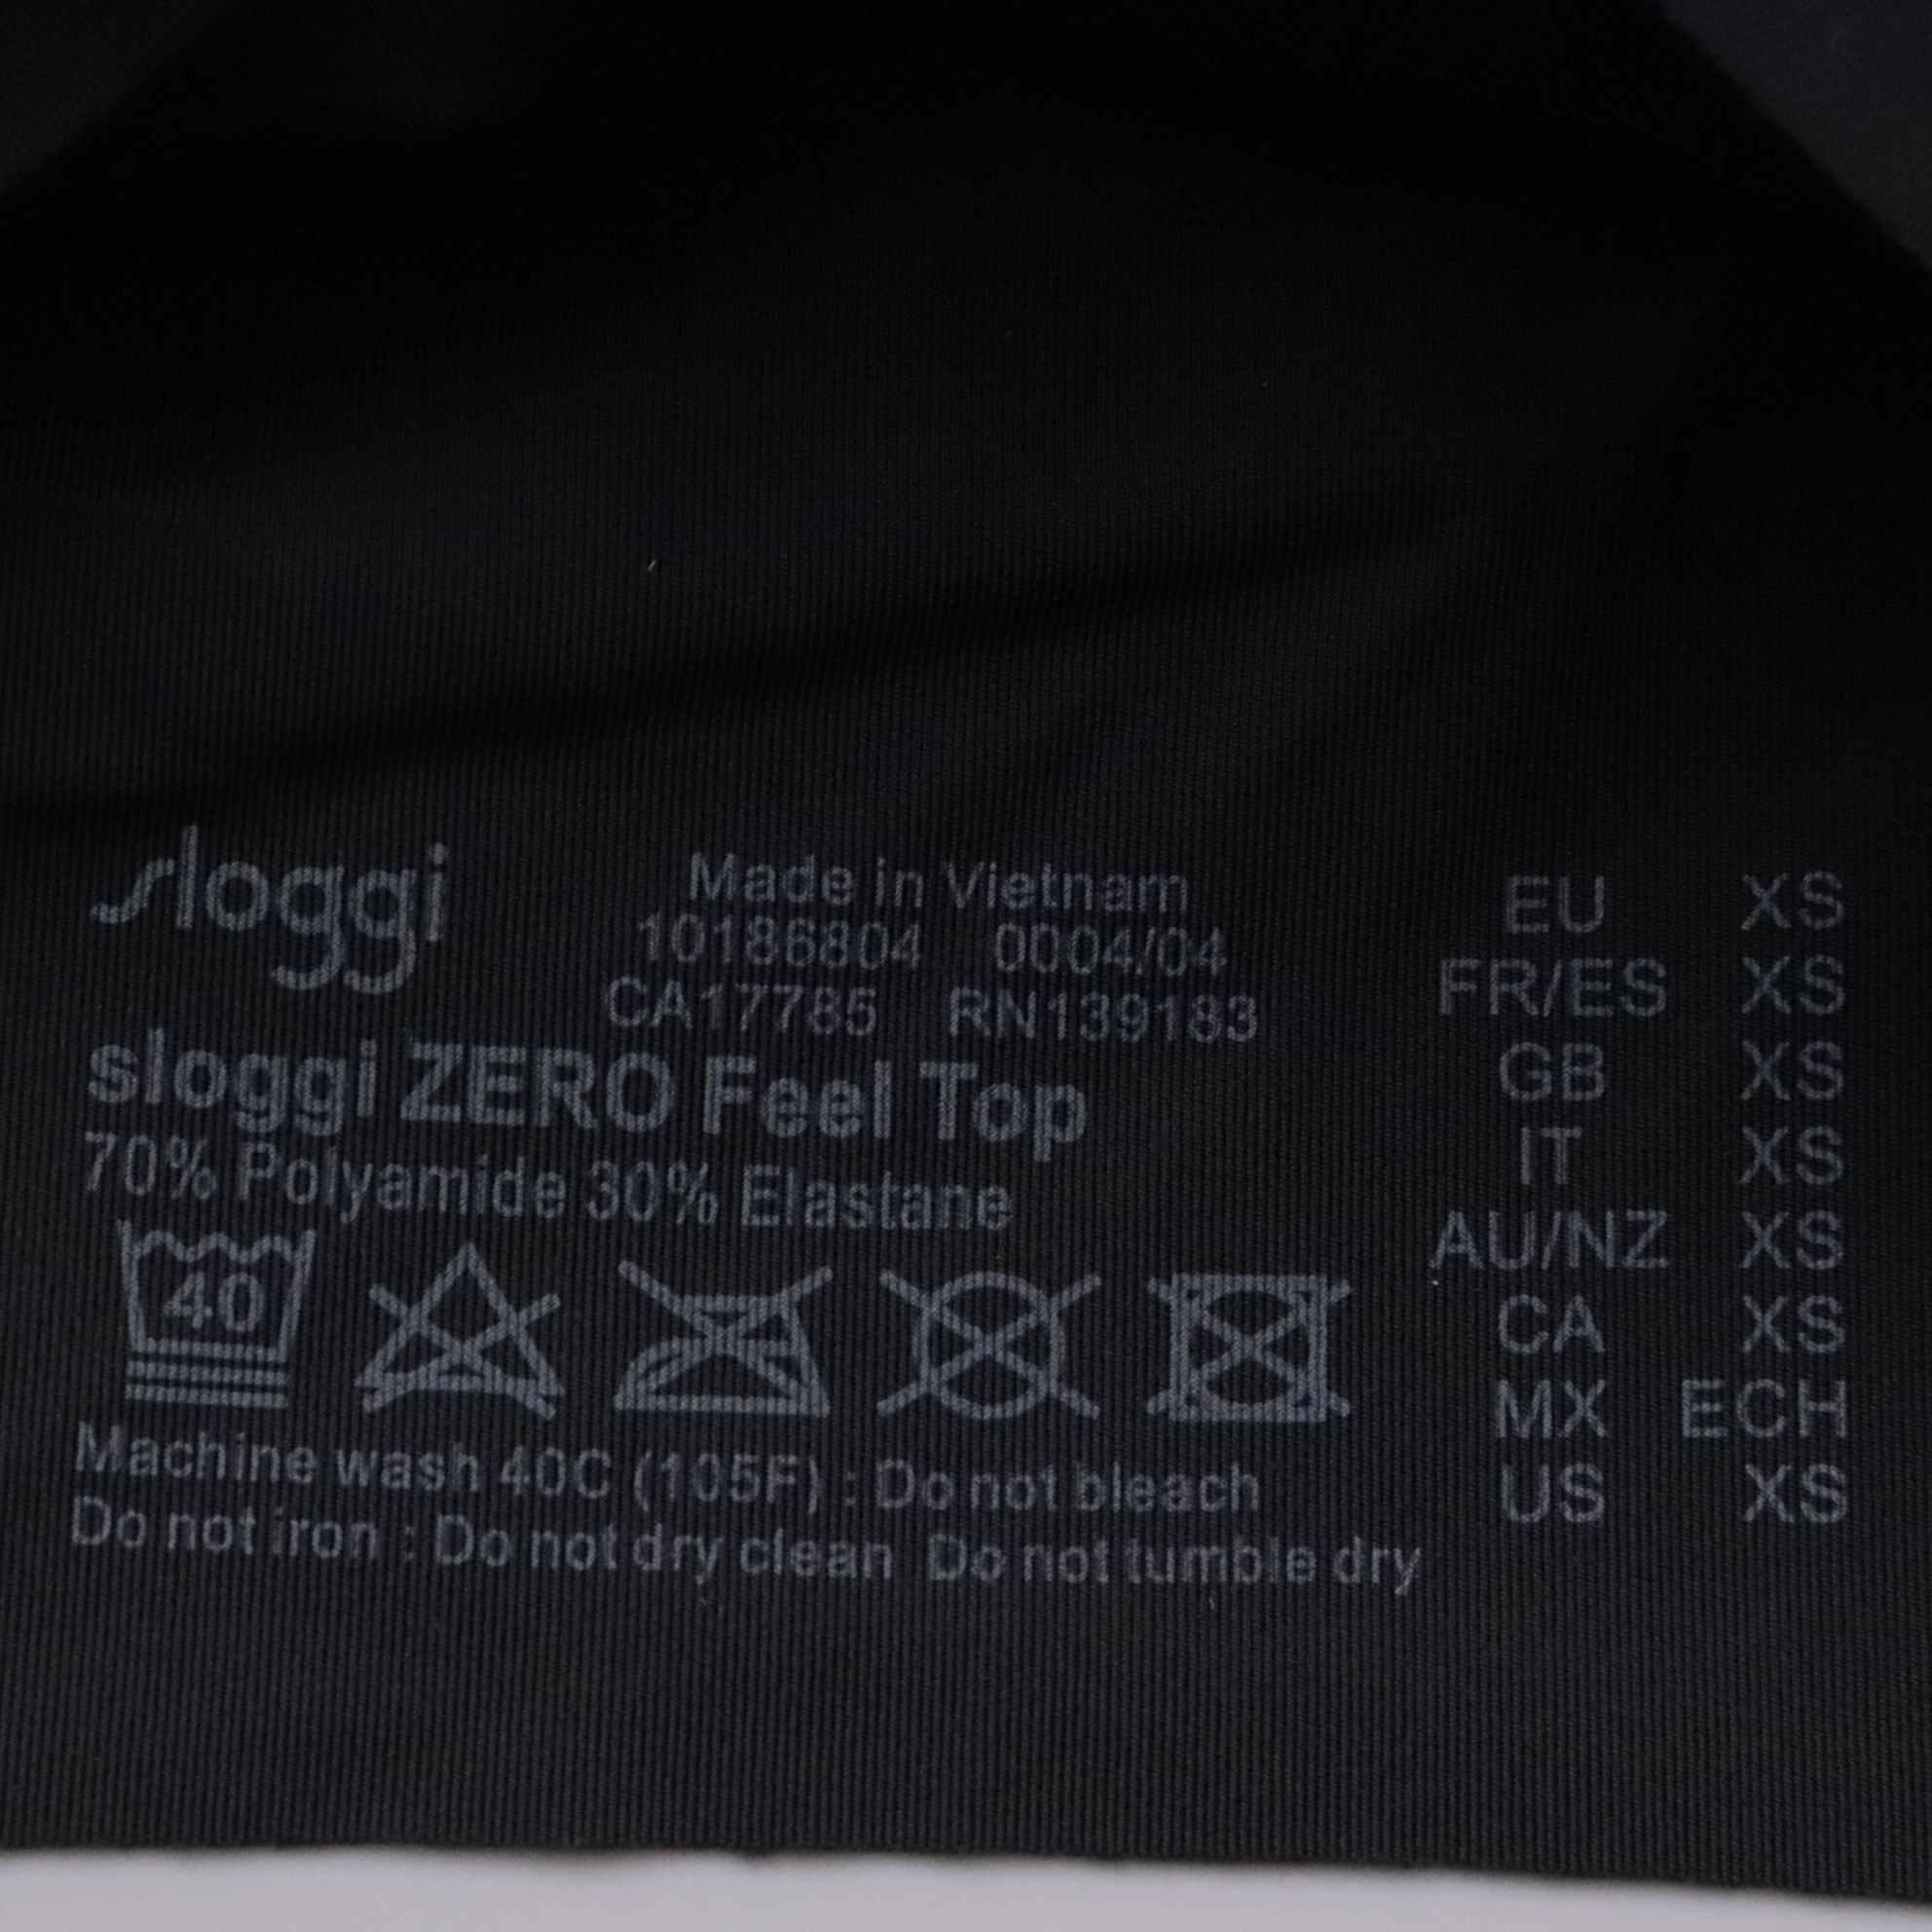 sloggi
Made in Vietnam
10186804 0004/04
CA17785 RN139183
sloggi ZERO Feel Top
70% Polyamide 30% Elastane
40
Machine wash 40C (105F) : Do not bleach
Do not iron : Do not dry clean Do not tumble dry
EU XS
FR/ES XS
GB XS
IT XS
AU/NZ XS
CA XS
MX ECH
US XS